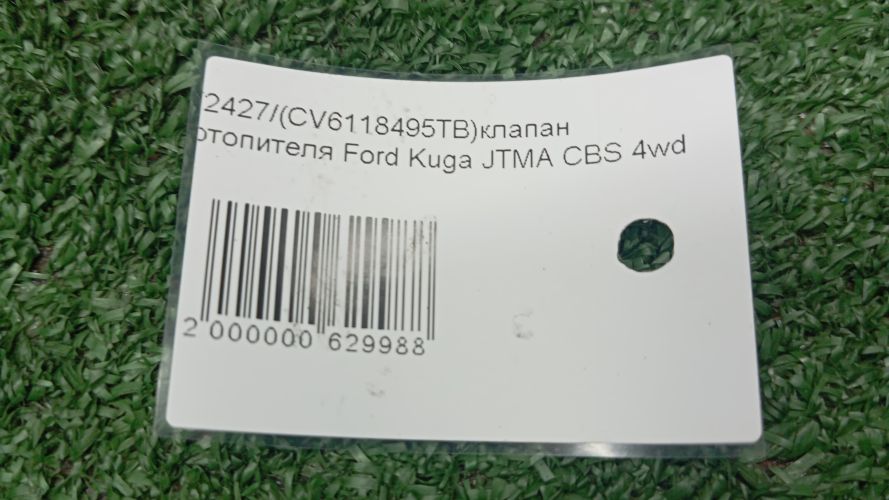 2427/(CV6118495TB)клапан
отопителя Ford Kuga JTMA CBS 4wd
2 000000 629988